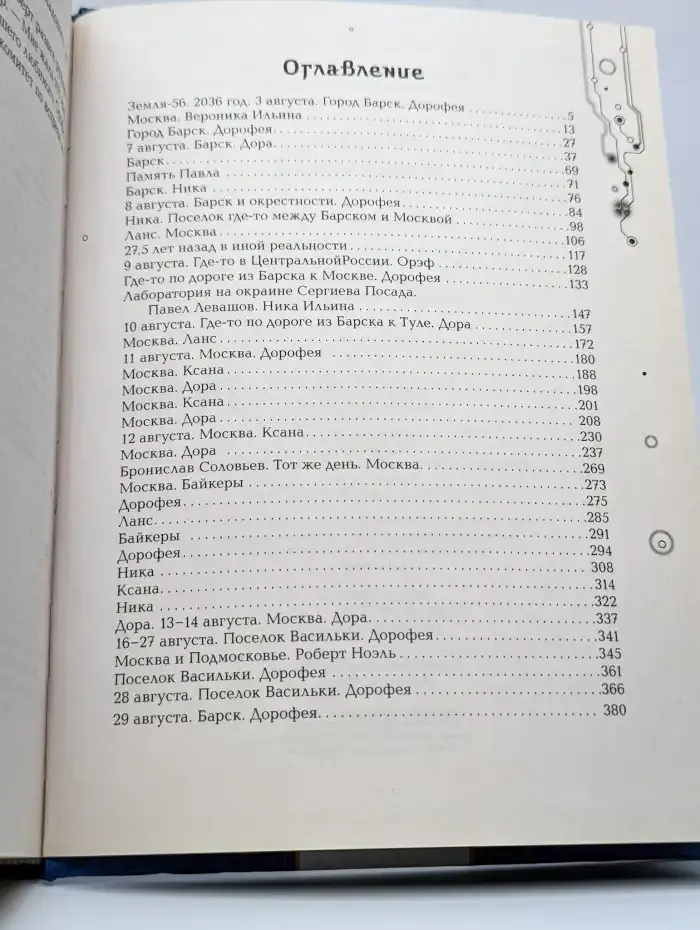 Оглавление
Земля-56. 2036 год. 3 августа. Город Барск. Дорофея . . . . . . . . . . . . . 5
Москва. Вероника Ильина . . . . . . . . . . . . . . . . . . . . . . . . . . . . . . 13
Город Барск. Дорофея. . . . . . . . . . . . . . . . . . . . . . . . . . . . . . . . . 27
7 августа. Барск. Дора. . . . . . . . . . . . . . . . . . . . . . . . . . . . . . . . . 37
Барск. . . . . . . . . . . . . . . . . . . . . . . . . . . . . . . . . . . . . . . . . . . . . 69
Память Павла . . . . . . . . . . . . . . . . . . . . . . . . . . . . . . . . . . . . . . 71
Барск. Ника . . . . . . . . . . . . . . . . . . . . . . . . . . . . . . . . . . . . . . . . 76
8 августа. Барск и окрестности. Дорофея . . . . . . . . . . . . . . . . . . . 84
Ника. Поселок где-то между Барском и Москвой . . . . . . . . . . . . . 98
Ланс. Москва . . . . . . . . . . . . . . . . . . . . . . . . . . . . . . . . . . . . . . 106
27,5 лет назад в иной реальности . . . . . . . . . . . . . . . . . . . . . . . . 117
9 августа. Где-то в ЦентральнойРоссии. Орэф . . . . . . . . . . . . . . . 128
Где-то по дороге из Барска к Москве. Дорофея . . . . . . . . . . . . . . 133
Лаборатория на окраине Сергиева Посада.
Павел Левашов. Ника Ильина . . . . . . . . . . . . . . . . . . . . . . . . 147
10 августа. Где-то по дороге из Барска к Туле. Дора . . . . . . . . . . . 157
Москва. Ланс . . . . . . . . . . . . . . . . . . . . . . . . . . . . . . . . . . . . . . 172
11 августа. Москва. Дорофея . . . . . . . . . . . . . . . . . . . . . . . . . . . 180
Москва. Ксана . . . . . . . . . . . . . . . . . . . . . . . . . . . . . . . . . . . . . 188
Москва. Дора . . . . . . . . . . . . . . . . . . . . . . . . . . . . . . . . . . . . . . 198
Москва. Ксана . . . . . . . . . . . . . . . . . . . . . . . . . . . . . . . . . . . . . 201
Москва. Дора . . . . . . . . . . . . . . . . . . . . . . . . . . . . . . . . . . . . . . 208
12 августа. Москва. Ксана . . . . . . . . . . . . . . . . . . . . . . . . . . . . . 230
Москва. Дора . . . . . . . . . . . . . . . . . . . . . . . . . . . . . . . . . . . . . . 237
Бронислав Соловьев. Тот же день. Москва. . . . . . . . . . . . . . . . . . 269
Москва. Байкеры . . . . . . . . . . . . . . . . . . . . . . . . . . . . . . . . . . . 273
Дорофея . . . . . . . . . . . . . . . . . . . . . . . . . . . . . . . . . . . . . . . . . 275
Ланс. . . . . . . . . . . . . . . . . . . . . . . . . . . . . . . . . . . . . . . . . . . . . 285
Байкеры . . . . . . . . . . . . . . . . . . . . . . . . . . . . . . . . . . . . . . . . . 291
Дорофея . . . . . . . . . . . . . . . . . . . . . . . . . . . . . . . . . . . . . . . . . 294
Ника . . . . . . . . . . . . . . . . . . . . . . . . . . . . . . . . . . . . . . . . . . . . 308
Ксана. . . . . . . . . . . . . . . . . . . . . . . . . . . . . . . . . . . . . . . . . . . . 314
Ника . . . . . . . . . . . . . . . . . . . . . . . . . . . . . . . . . . . . . . . . . . . . 322
Дора. 13–14 августа. Москва. Дора. . . . . . . . . . . . . . . . . . . . . . . 337
16–27 августа. Поселок Васильки. Дорофея . . . . . . . . . . . . . . . . . 341
Москва и Подмосковье. Роберт Ноэль . . . . . . . . . . . . . . . . . . . . . 345
Поселок Васильки. Дорофея . . . . . . . . . . . . . . . . . . . . . . . . . . . 361
28 августа. Поселок Васильки. Дорофея . . . . . . . . . . . . . . . . . . . 366
29 августа. Барск. Дорофея. . . . . . . . . . . . . . . . . . . . . . . . . . . . 380